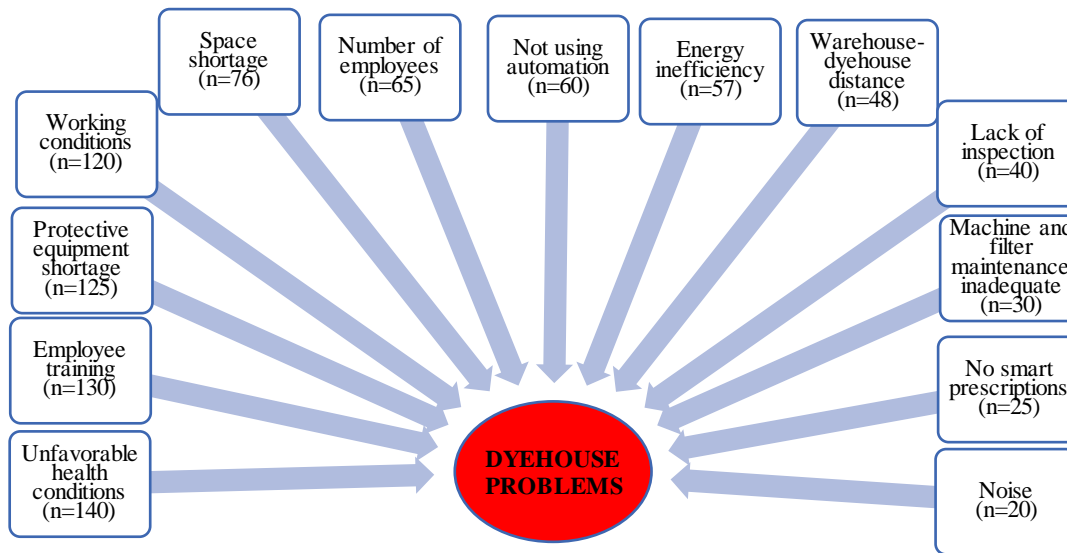 Space
shortage
(n=76)
Number of
employees
(n=65)
Not using
automation
(n=60)
Energy
inefficiency
(n=57)
Warehouse-
dyehouse
distance
(n=48)
Working
conditions
(n=120)
Lack of
inspection
(n=40)
Protective
equipment
shortage
(n=125)
Machine and
filter
maintenance
inadequate
(n=30)
Employee
training
(n=130)
No smart
prescriptions
(n=25)
Unfavorable
health
conditions
(n=140)
DYEHOUSE
PROBLEMS
Noise
(n=20)